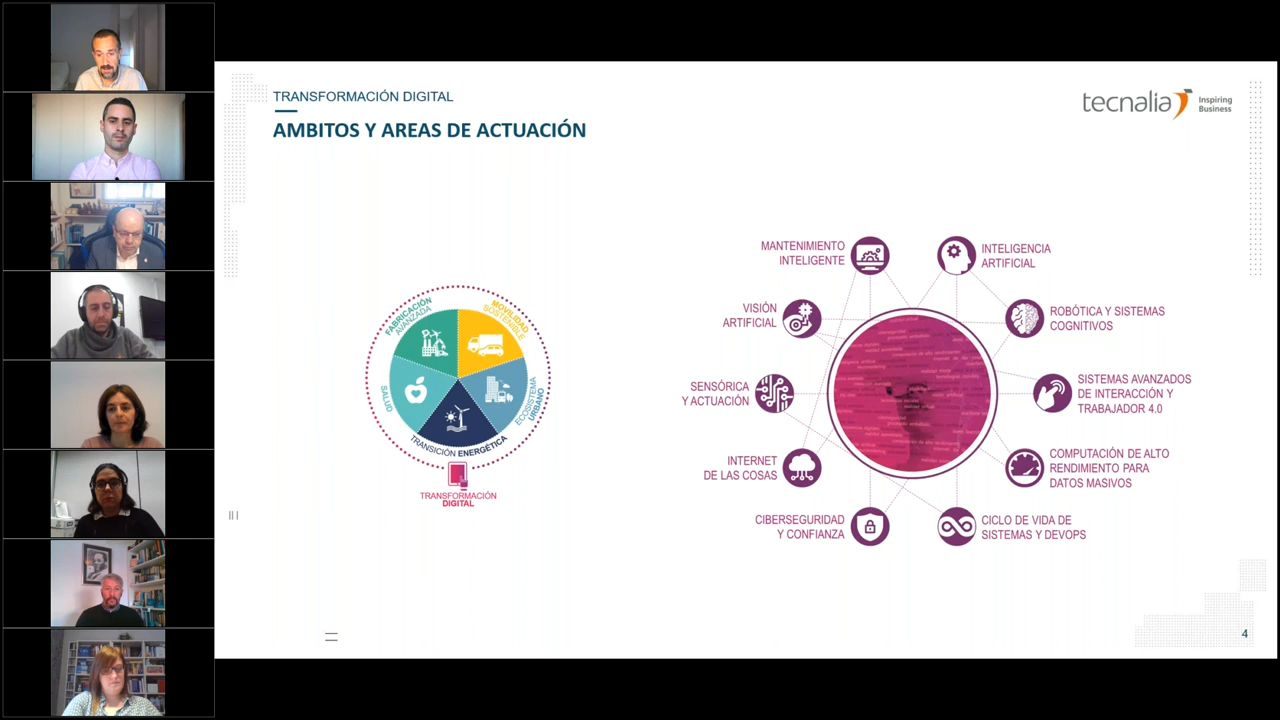 TRANSFORMACIÓN DIGITAL
AMBITOS Y AREAS DE ACTUACIÓN
tecnalia
Inspiring
Business
FABRICACIÓN
AVANZADA
MOVILIDAD
SOSTENIBLE
SALUD
ECOSISTEMA
URBANO
TRANSICIÓN ENERGÉTICA
TRANSFORMACIÓN
DIGITAL
MANTENIMIENTO
INTELIGENTE
INTELIGENCIA
ARTIFICIAL
VISIÓN
ARTIFICIAL
ROBÓTICA Y SISTEMAS
COGNITIVOS
SENSÓRICA
Y ACTUACIÓN
SISTEMAS AVANZADOS
DE INTERACCIÓN Y
TRABAJADOR 4.0
INTERNET
DE LAS COSAS
COMPUTACIÓN DE ALTO
RENDIMIENTO PARA
DATOS MASIVOS
CIBERSEGURIDAD
Y CONFIANZA
CICLO DE VIDA DE
SISTEMAS Y DEVOPS
4